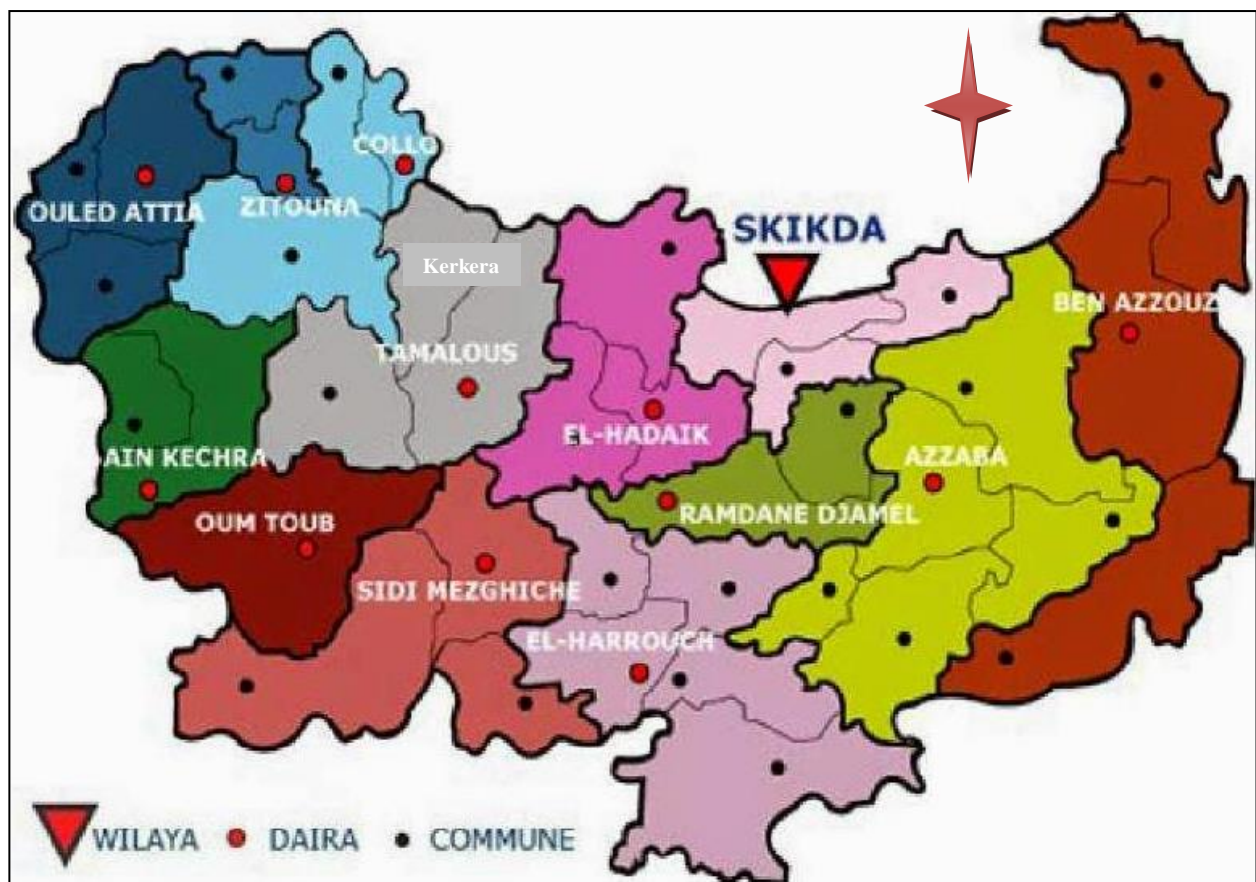 COLLO
OULED ATTIA
ZITOUNA
SKIKDA
Kerkera
BEN AZZOUZ
TAMALOUS
EL-HADAIK
AIN KECHRA
AZZABA
OUM TOUB
RAMDANE DJAMEL
SIDI MEZGHICHE
EL-HARROUCH
WILAYA
DAIRA
COMMUNE